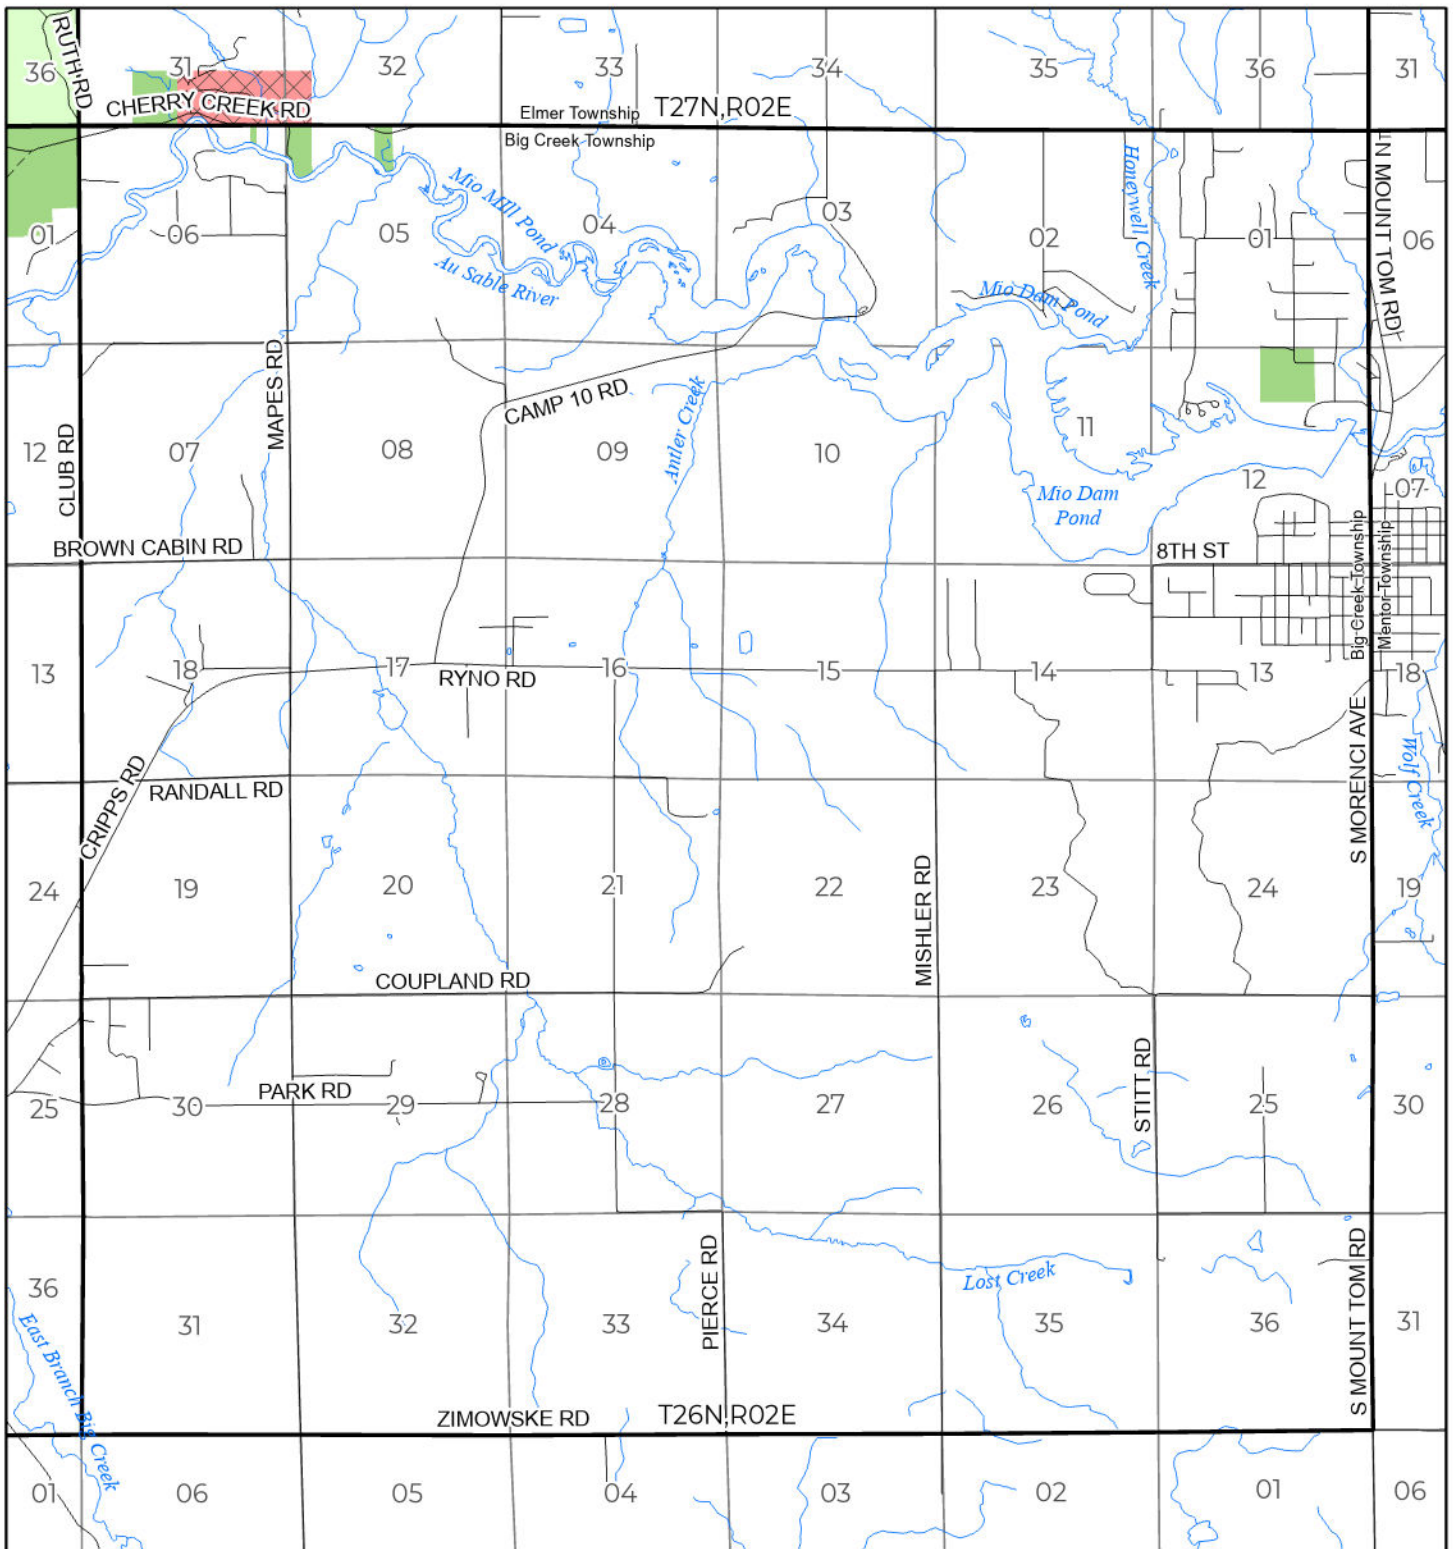 RUTH RD
36
31
32
33
34
35
36
31
CHERRY CREEK RD
Elmer Township
T27N,R02E
Big Creek Township
Mio Mill Pond
Au Sable River
Honeywell Creek
IN MOUNT TOM RD
01
06
05
04
03
02
01
06
Mio Dam Pond
MAPES RD
CAMP 10 RD
Antler Creek
CLUB RD
12
07
08
09
10
11
12
07
Mio Dam
Pond
BROWN CABIN RD
8TH ST
Big Creek Township
Mentor Township
13
18
17
16
15
14
13
18
RYNO RD
CRIPPS RD
RANDALL RD
S MORENCI AVE
Wolf Creek
24
19
20
21
22
MISHLER RD
23
24
19
COUPLAND RD
STITT RD
PARK RD
25
30
29
28
27
26
25
30
36
31
32
33
PIERCE RD
34
Lost Creek
35
36
S MOUNT TOM RD
31
East Branch Big Creek
ZIMOWSKE RD
T26N,R02E
01
06
05
04
03
02
01
06